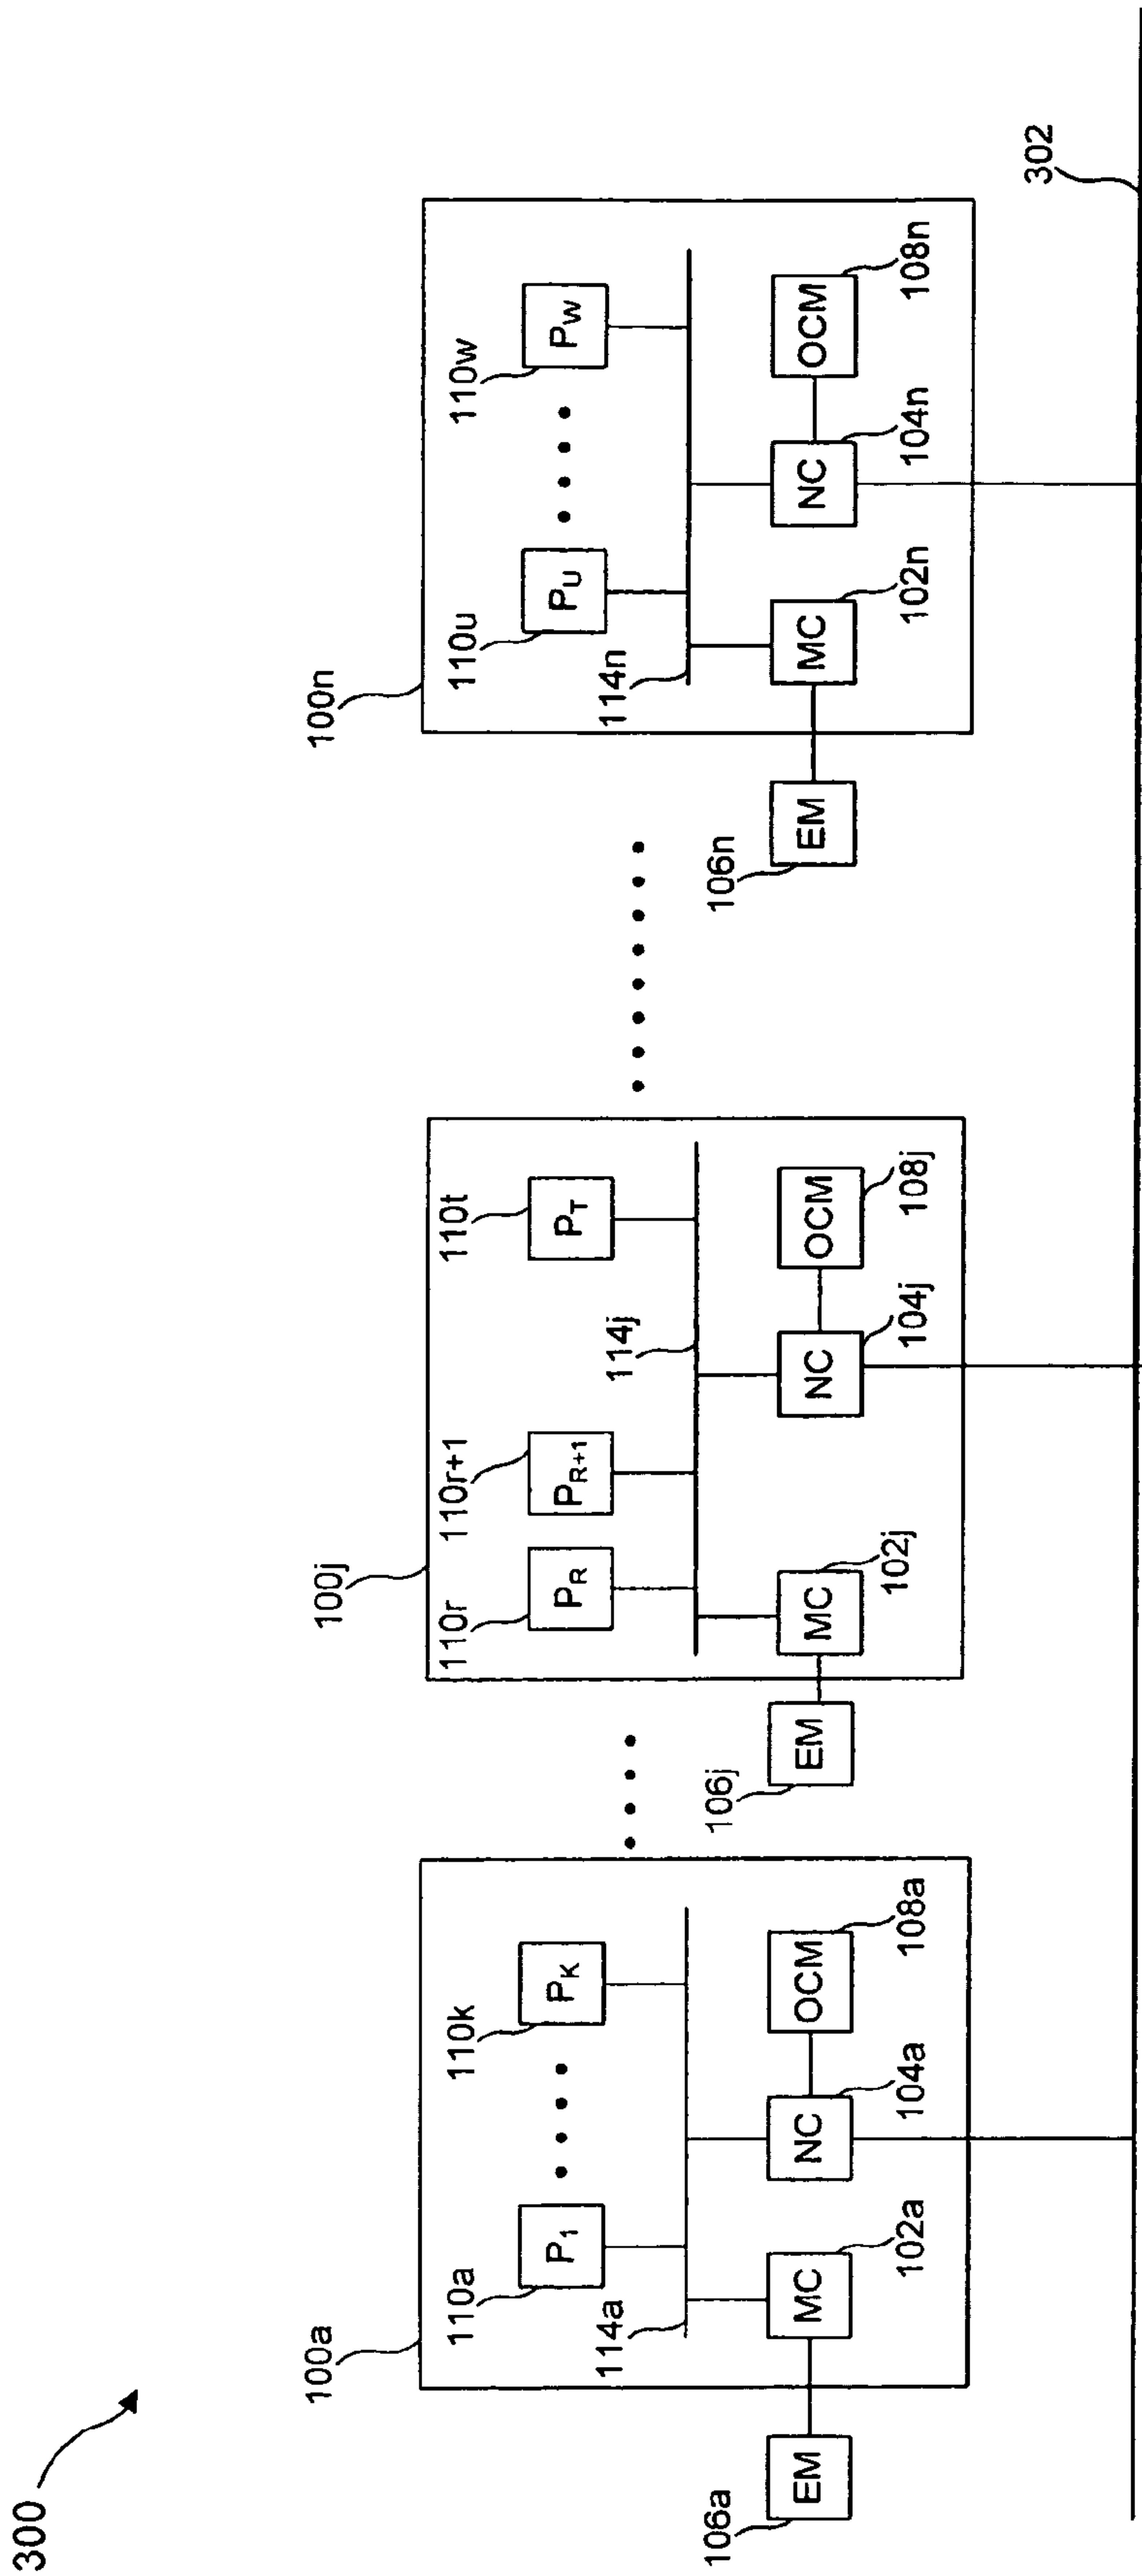 300
100a
110a
P1
110k
PK
114a
106a
EM
MC
102a
NC
104a
OCM
108a
100j
110r
PR
110r+1
PR+1
110t
PT
114j
106j
EM
MC
102j
NC
104j
OCM
108j
100n
110u
PU
110w
PW
114n
106n
EM
MC
102n
NC
104n
OCM
108n
302